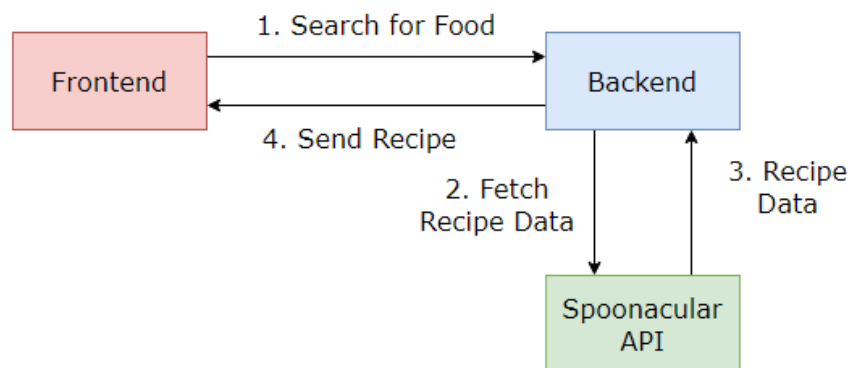 1. Search for Food
Frontend
Backend
4. Send Recipe
2. Fetch
Recipe Data
3. Recipe
Data
Spoonacular
API